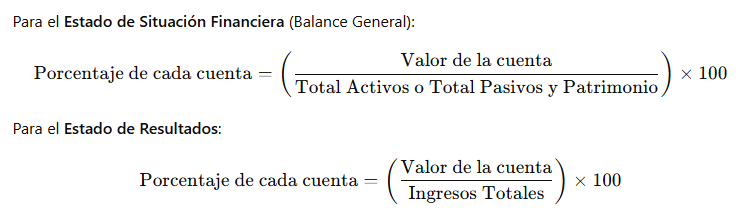 Para el Estado de Situación Financiera (Balance General):
Porcentaje de cada cuenta = ( Valor de la cuenta / Total Activos o Total Pasivos y Patrimonio ) × 100
Para el Estado de Resultados:
Porcentaje de cada cuenta = ( Valor de la cuenta / Ingresos Totales ) × 100